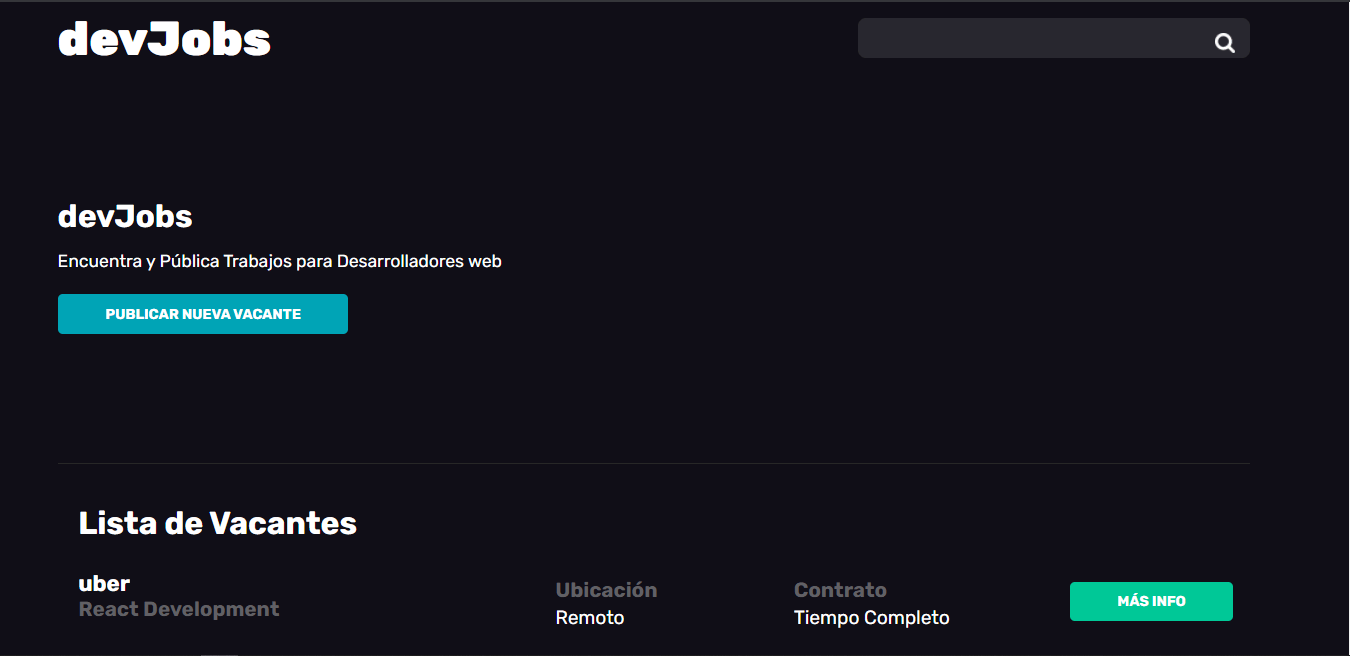 devJobs
devJobs
Encuentra y Pública Trabajos para Desarrolladores web
PUBLICAR NUEVA VACANTE
Lista de Vacantes
uber
React Development
Ubicación
Remoto
Contrato
Tiempo Completo
MÁS INFO